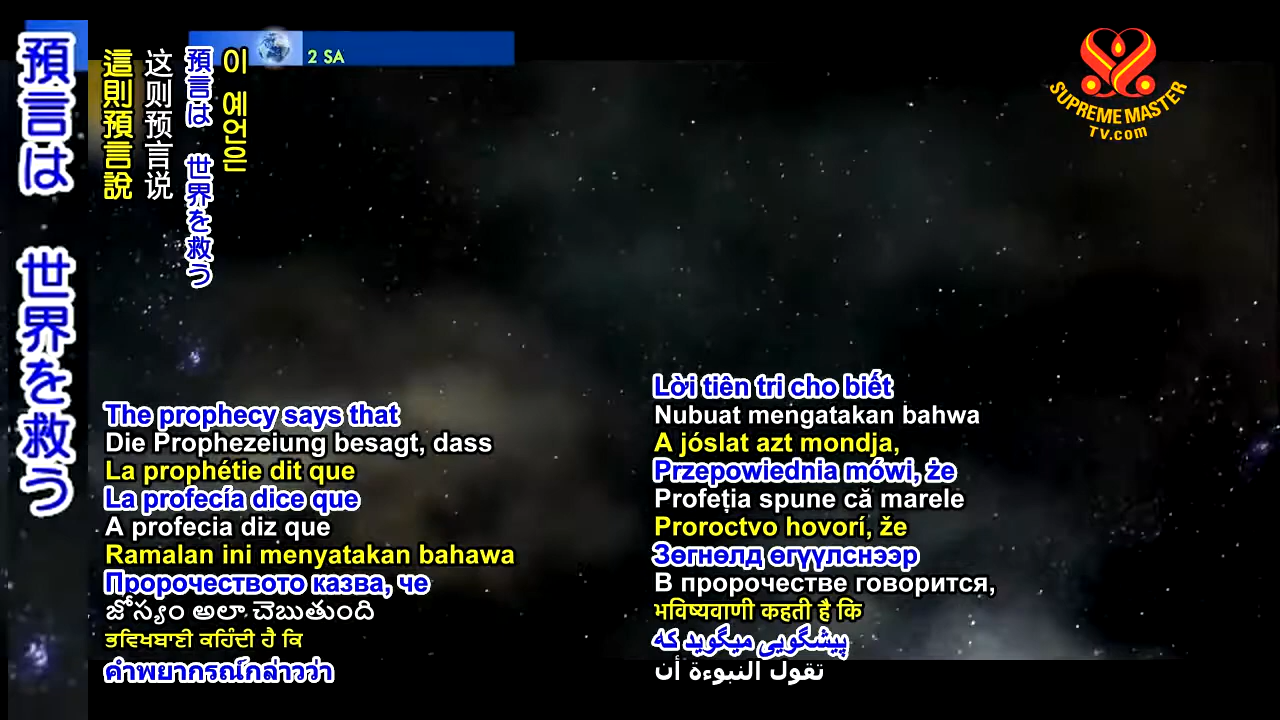 預言は 世界を救う
這則預言說
这则预言说
預言は 世界を救う
이 예언은
2 SA
SUPREME MASTER
TV.com
The prophecy says that
Die Prophezeiung besagt, dass
La prophétie dit que
La profecía dice que
A profecia diz que
Ramalan ini menyatakan bahawa
Пророчеството казва, че
జోస్యం అలా చెబుతుంది
ਭਵਿਖਬਾਣੀ ਕਹਿੰਦੀ ਹੈ ਕਿ
คำพยากรณ์กล่าวว่า
Lời tiên tri cho biết
Nubuat mengatakan bahwa
A jóslat azt mondja,
Przepowiednia mówi, że
Profeția spune că marele
Proroctvo hovorí, že
Зөгнөлд өгүүлснээр
В пророчестве говорится,
भविष्यवाणी कहती है कि
پیشگویی میگوید که
تقول النبوءة أن